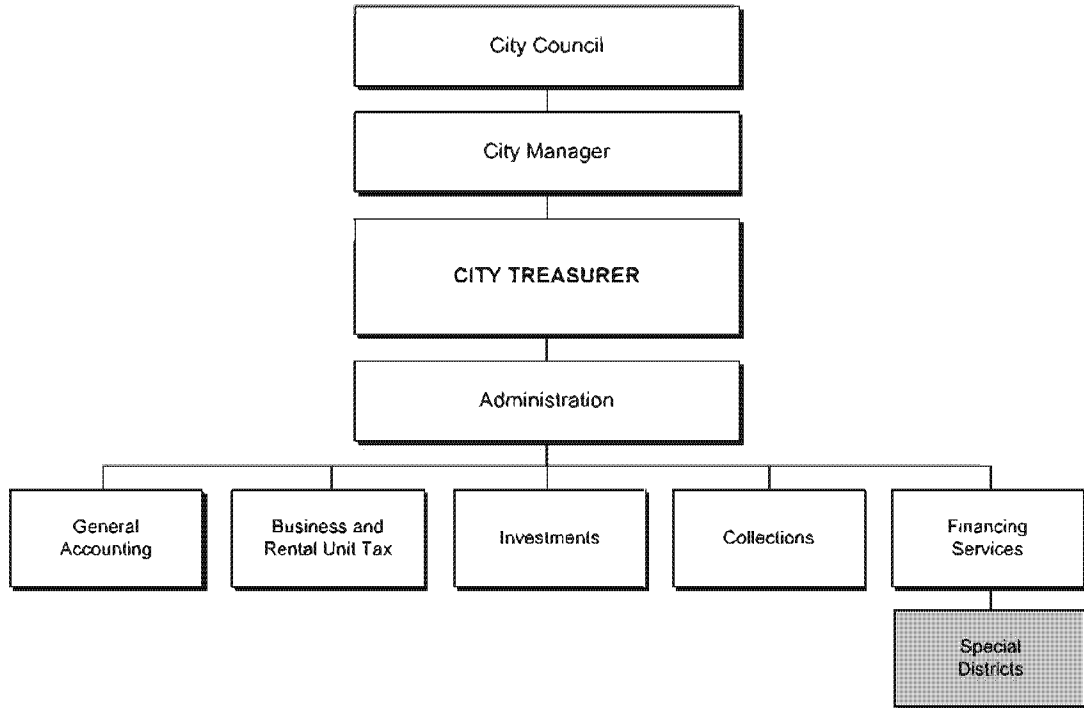 City Council
City Manager
CITY TREASURER
Administration
General
Accounting
Business and
Rental Unit Tax
Investments
Collections
Financing
Services
Special
Districts